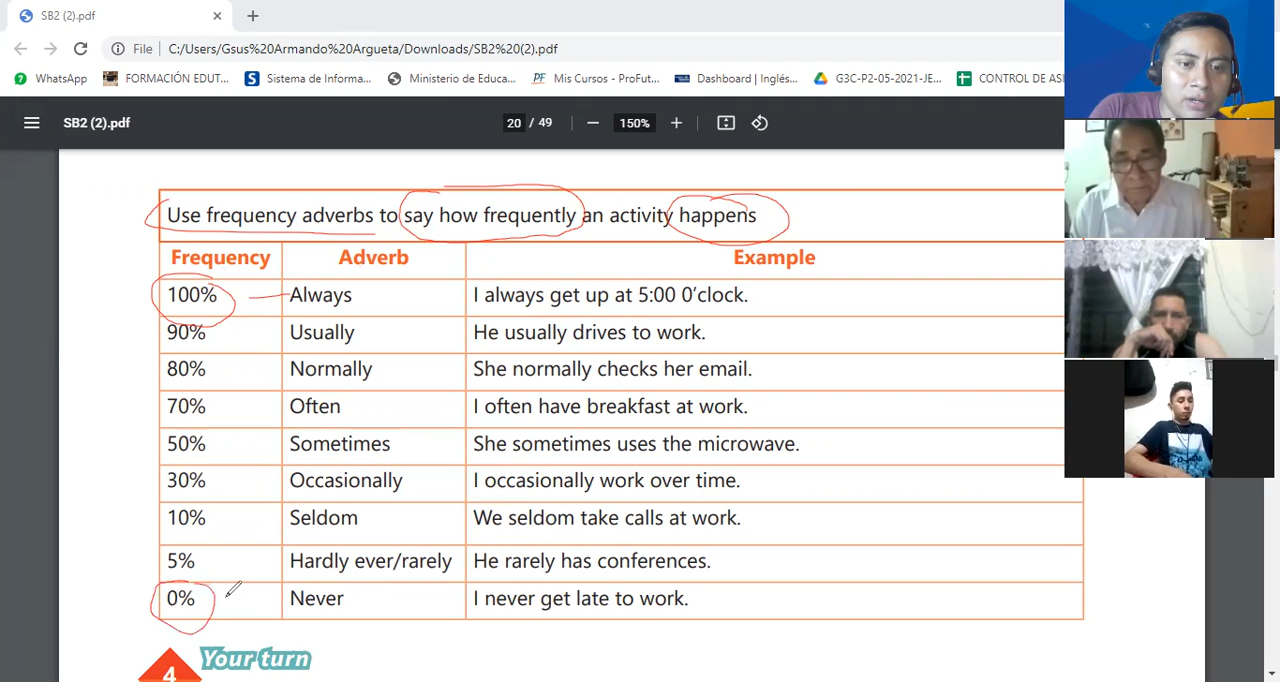 SB2 (2).pdf
File C:/Users/Gsus%20Armando%20Argueta/Downloads/SB2%20(2).pdf
WhatsApp FORMACIÓN EDUT... Sistema de Informa... Ministerio de Educa... Mis Cursos - ProFut... Dashboard | Inglés,... G3C-P2-05-2021-JE... CONTROL DE ASI
SB2 (2).pdf 20 / 49 150%
Use frequency adverbs to say how frequently an activity happens
Frequency Adverb Example
100% Always I always get up at 5:00 0’clock.
90% Usually He usually drives to work.
80% Normally She normally checks her email.
70% Often I often have breakfast at work.
50% Sometimes She sometimes uses the microwave.
30% Occasionally I occasionally work over time.
10% Seldom We seldom take calls at work.
5% Hardly ever/rarely He rarely has conferences.
0% Never I never get late to work.
4 Your turn